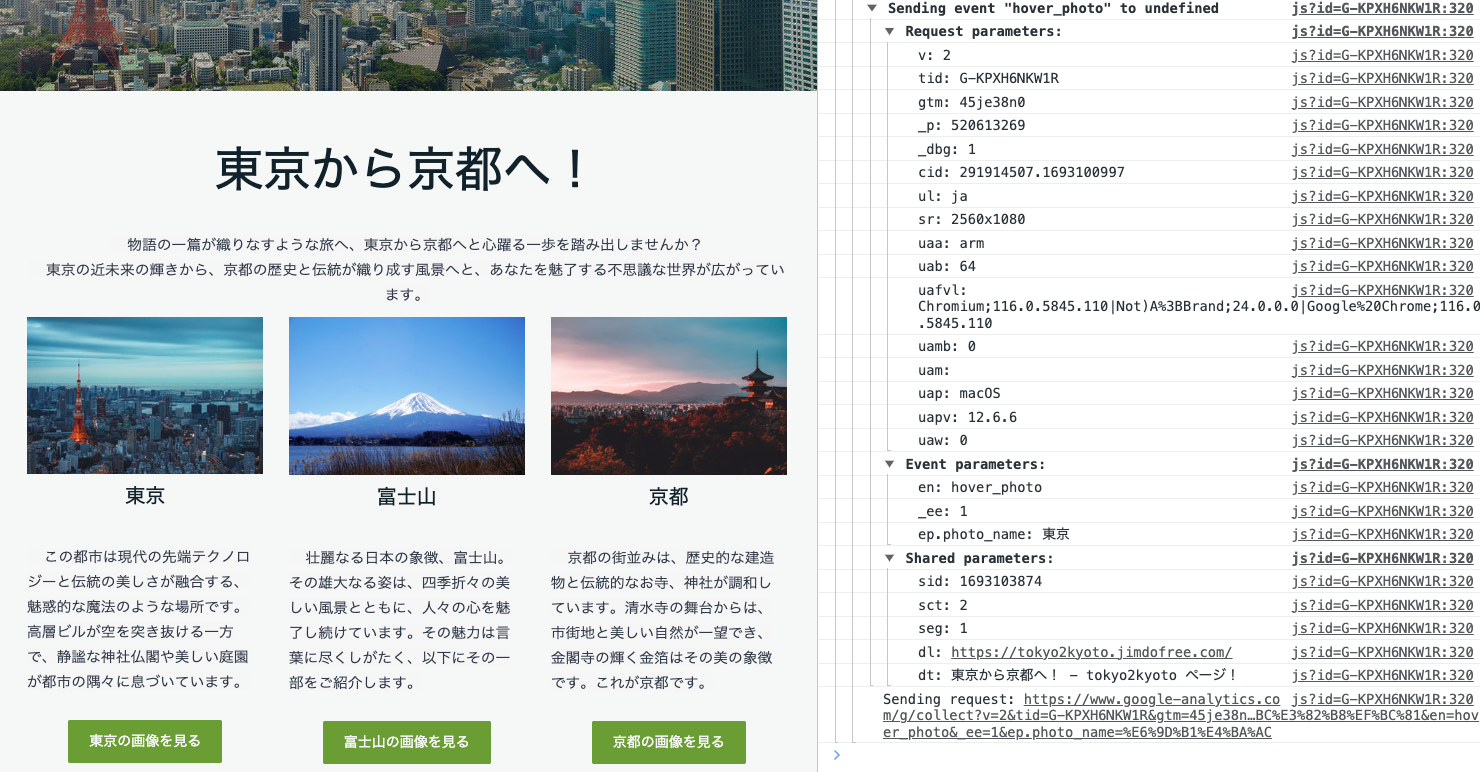 東京から京都へ！
物語の一篇が織りなすような旅へ、東京から京都へと心躍る一歩を踏み出しませんか？
東京の近未来の輝きから、京都の歴史と伝統が織り成す風景へと、あなたを魅了する不思議な世界が広がってい
ます。
東京
この都市は現代の先端テクノロ
ジーと伝統の美しさが融合する、
魅惑的な魔法のような場所です。
高層ビルが空を突き抜ける一方
で、静謐な神社仏閣や美しい庭園
が都市の隅々に息づいています。
東京の画像を見る
富士山
壮麗なる日本の象徴、富士山。
その雄大なる姿は、四季折々の美
しい風景とともに、人々の心を魅
了し続けています。その魅力は言
葉に尽くしがたく、以下にその一
部をご紹介します。
富士山の画像を見る
京都
京都の街並みは、歴史的な建造
物と伝統的なお寺、神社が調和し
ています。清水寺の舞台からは、
市街地と美しい自然が一望でき、
金閣寺の輝く金箔はその美の象徴
です。これが京都です。
京都の画像を見る
Sending event "hover_photo" to undefined js?id=G-KPXH6NKW1R:320
Request parameters: js?id=G-KPXH6NKW1R:320
v: 2 js?id=G-KPXH6NKW1R:320
tid: G-KPXH6NKW1R js?id=G-KPXH6NKW1R:320
gtm: 45je38n0 js?id=G-KPXH6NKW1R:320
_p: 520613269 js?id=G-KPXH6NKW1R:320
_dbg: 1 js?id=G-KPXH6NKW1R:320
cid: 291914507.1693100997 js?id=G-KPXH6NKW1R:320
ul: ja js?id=G-KPXH6NKW1R:320
sr: 2560x1080 js?id=G-KPXH6NKW1R:320
uaa: arm js?id=G-KPXH6NKW1R:320
uab: 64 js?id=G-KPXH6NKW1R:320
uafvl: js?id=G-KPXH6NKW1R:320
Chromium;116.0.5845.110|Not)A%3BBrand;24.0.0.0|Google%20Chrome;116.0
.5845.110
uamb: 0 js?id=G-KPXH6NKW1R:320
uam: js?id=G-KPXH6NKW1R:320
uap: macOS js?id=G-KPXH6NKW1R:320
uapv: 12.6.6 js?id=G-KPXH6NKW1R:320
uaw: 0 js?id=G-KPXH6NKW1R:320
Event parameters: js?id=G-KPXH6NKW1R:320
en: hover_photo js?id=G-KPXH6NKW1R:320
_ee: 1 js?id=G-KPXH6NKW1R:320
ep.photo_name: 東京 js?id=G-KPXH6NKW1R:320
Shared parameters: js?id=G-KPXH6NKW1R:320
sid: 1693103874 js?id=G-KPXH6NKW1R:320
sct: 2 js?id=G-KPXH6NKW1R:320
seg: 1 js?id=G-KPXH6NKW1R:320
dl: https://tokyo2kyoto.jimdofree.com/ js?id=G-KPXH6NKW1R:320
dt: 東京から京都へ！ - tokyo2kyoto ページ！ js?id=G-KPXH6NKW1R:320
Sending request: https://www.google-analytics.co js?id=G-KPXH6NKW1R:320
m/g/collect?v=2&tid=G-KPXH6NKW1R&gtm=45je38n…BC%E3%82%B8%EF%BC%81&en=hov
er_photo&_ee=1&ep.photo_name=%E6%9D%B1%E4%BA%AC